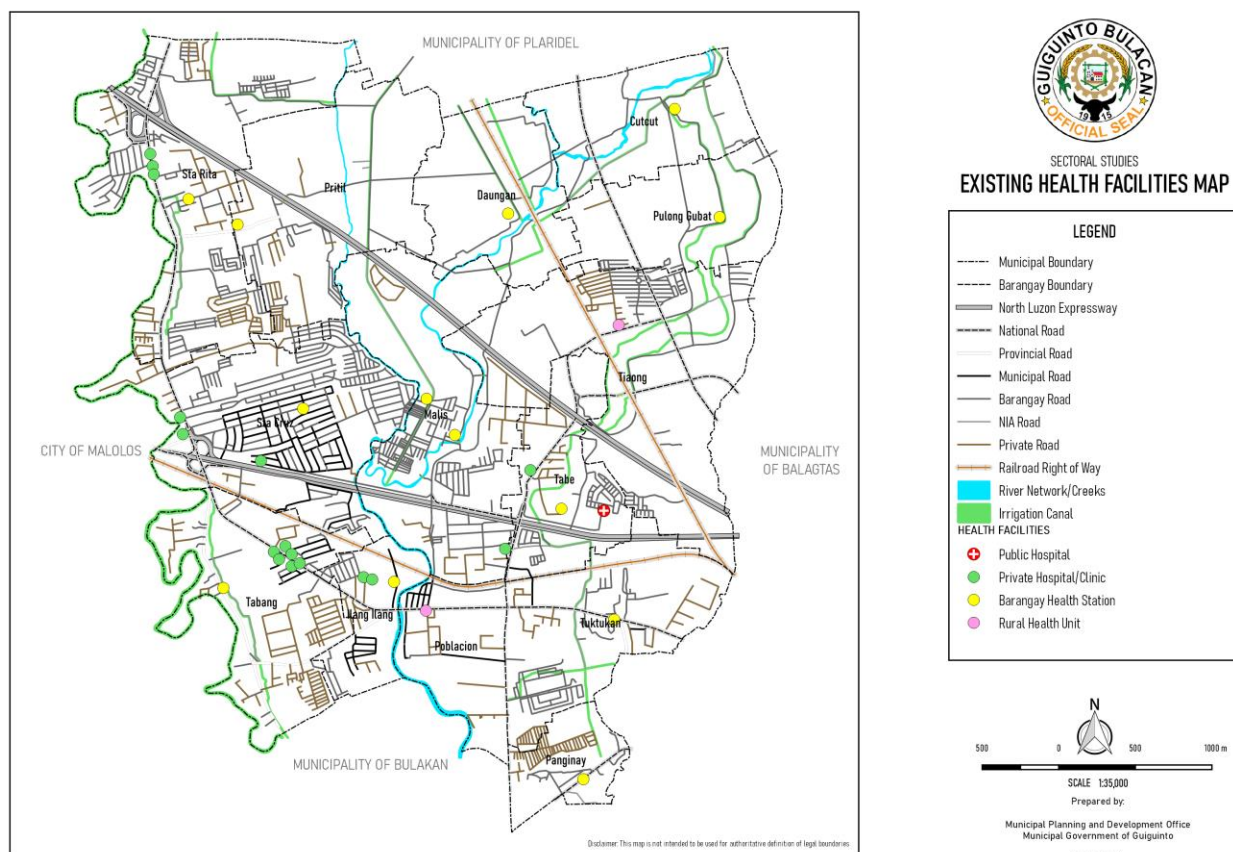 MUNICIPALITY OF PLARIDEL
Cutcut
Sta Rita
Pritil
Daungan
Pulong Gubat
Tiaong
Malis
Sta Cruz
CITY OF MALOLOS
MUNICIPALITY
OF BALAGTAS
Tabe
Tabang
Ilang Ilang
Tuktukan
Poblacion
Panginay
MUNICIPALITY OF BULAKAN
Disclaimer: This map is not intended to be used for authoritative definition of legal boundaries.
GUIGUINTO BULACAN
1915
OFFICIAL SEAL
SECTORAL STUDIES
EXISTING HEALTH FACILITIES MAP
LEGEND
Municipal Boundary
Barangay Boundary
North Luzon Expressway
National Road
Provincial Road
Municipal Road
Barangay Road
NIA Road
Private Road
Railroad Right of Way
River Network/Creeks
Irrigation Canal
HEALTH FACILITIES
Public Hospital
Private Hospital/Clinic
Barangay Health Station
Rural Health Unit
N
500 0 500 1000 m
SCALE 1:35,000
Prepared by:
Municipal Planning and Development Office
Municipal Government of Guiguinto